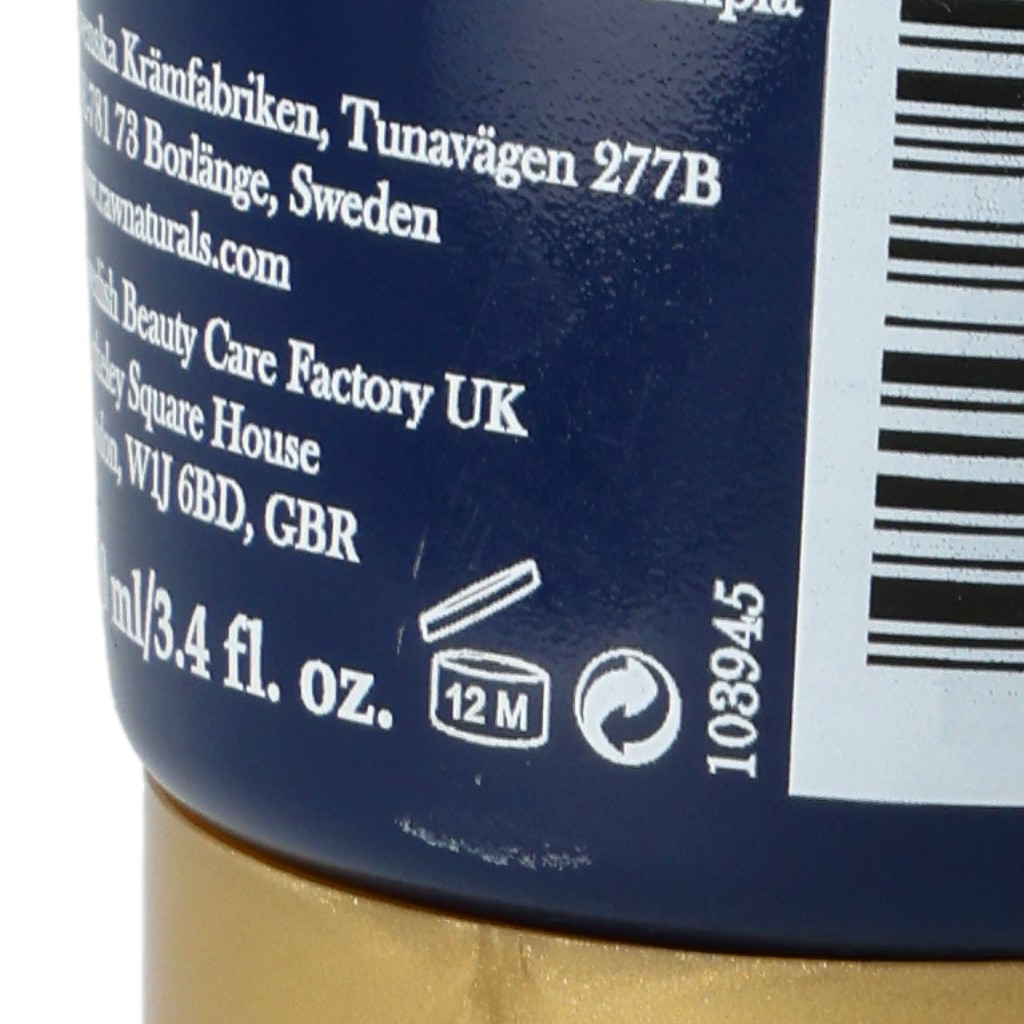 Krämfabriken, Tunavägen 277B
73 Borlänge, Sweden
rawnaturals.com
Beauty Care Factory UK
Square House
W1J 6BD, GBR
ml/3.4 fl. oz.
12 M
103945